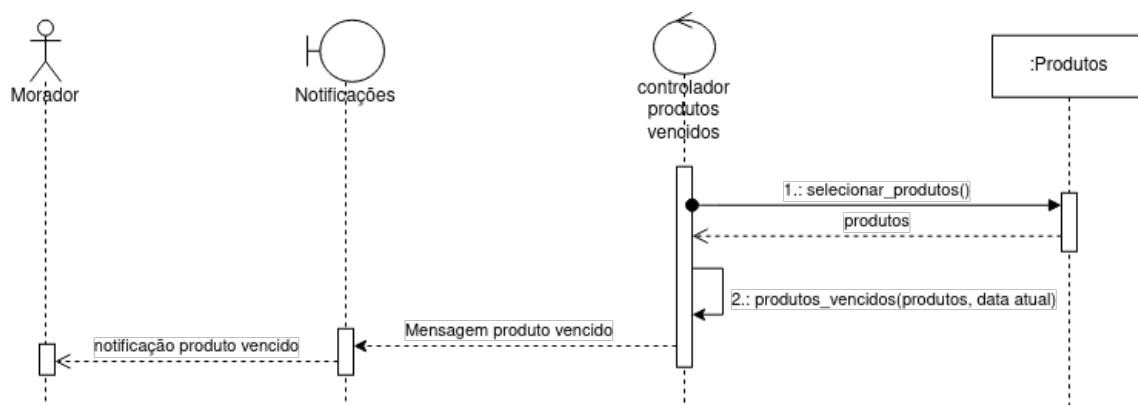 Morador
Notificações
controlador
produtos
vencidos
:Produtos
1.: selecionar_produtos()
produtos
2.: produtos_vencidos(produtos, data atual)
Mensagem produto vencido
notificação produto vencido